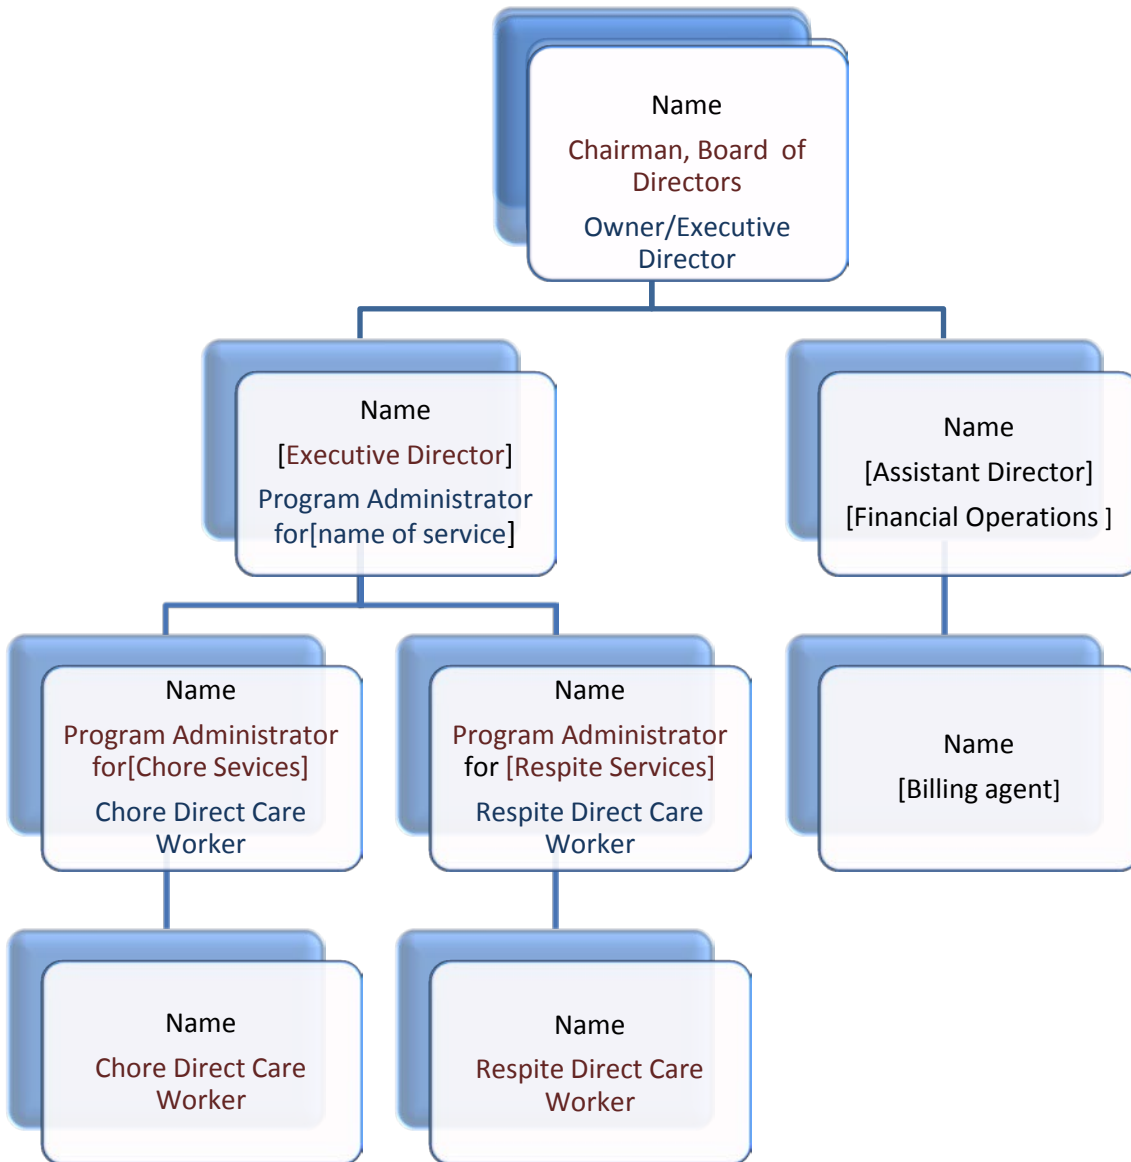 Name
Chairman, Board of
Directors
Owner/Executive
Director
Name
[Executive Director]
Program Administrator
for[name of service]
Name
[Assistant Director]
[Financial Operations ]
Name
Program Administrator
for[Chore Sevices]
Chore Direct Care
Worker
Name
Program Administrator
for [Respite Services]
Respite Direct Care
Worker
Name
[Billing agent]
Name
Chore Direct Care
Worker
Name
Respite Direct Care
Worker